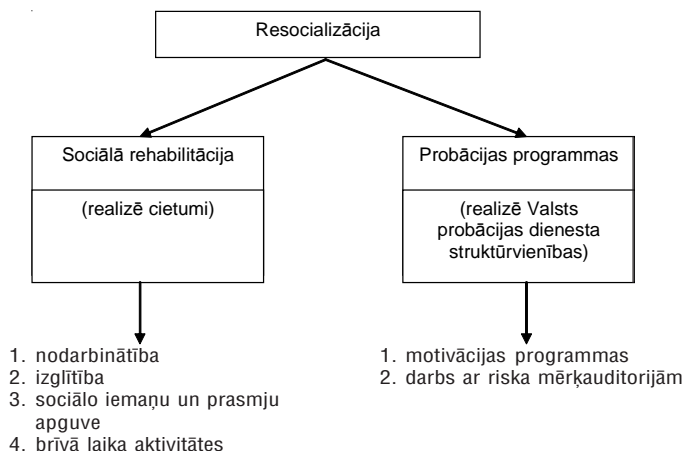 Resocializācija
Sociālā rehabilitācija
(realizē cietumi)
Probācijas programmas
(realizē Valsts
probācijas dienesta
struktūrvienības)
1. nodarbinātība
2. izglītība
3. sociālo iemaņu un prasmju
apguve
4. brīvā laika aktivitātes
1. motivācijas programmas
2. darbs ar riska mērķauditorijām